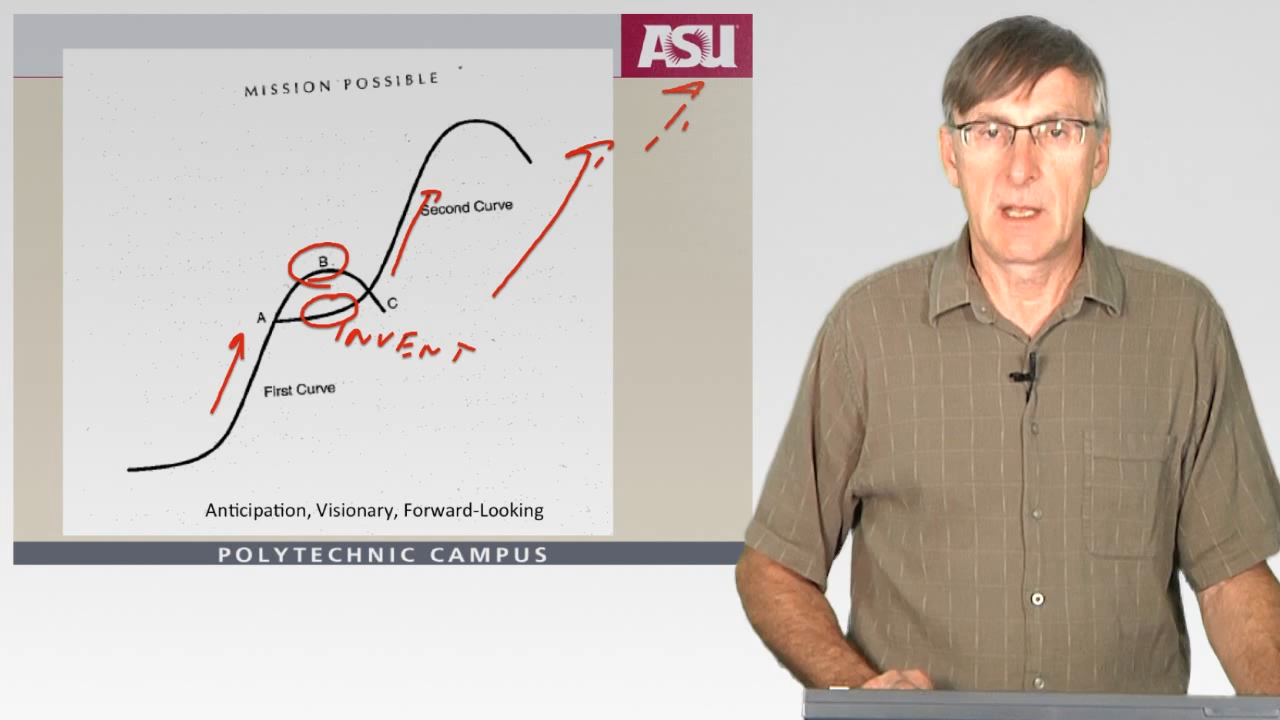 ASU
MISSION POSSIBLE
Second Curve
B
A
C
INVENT
First Curve
Anticipation, Visionary, Forward-Looking
POLYTECHNIC CAMPUS